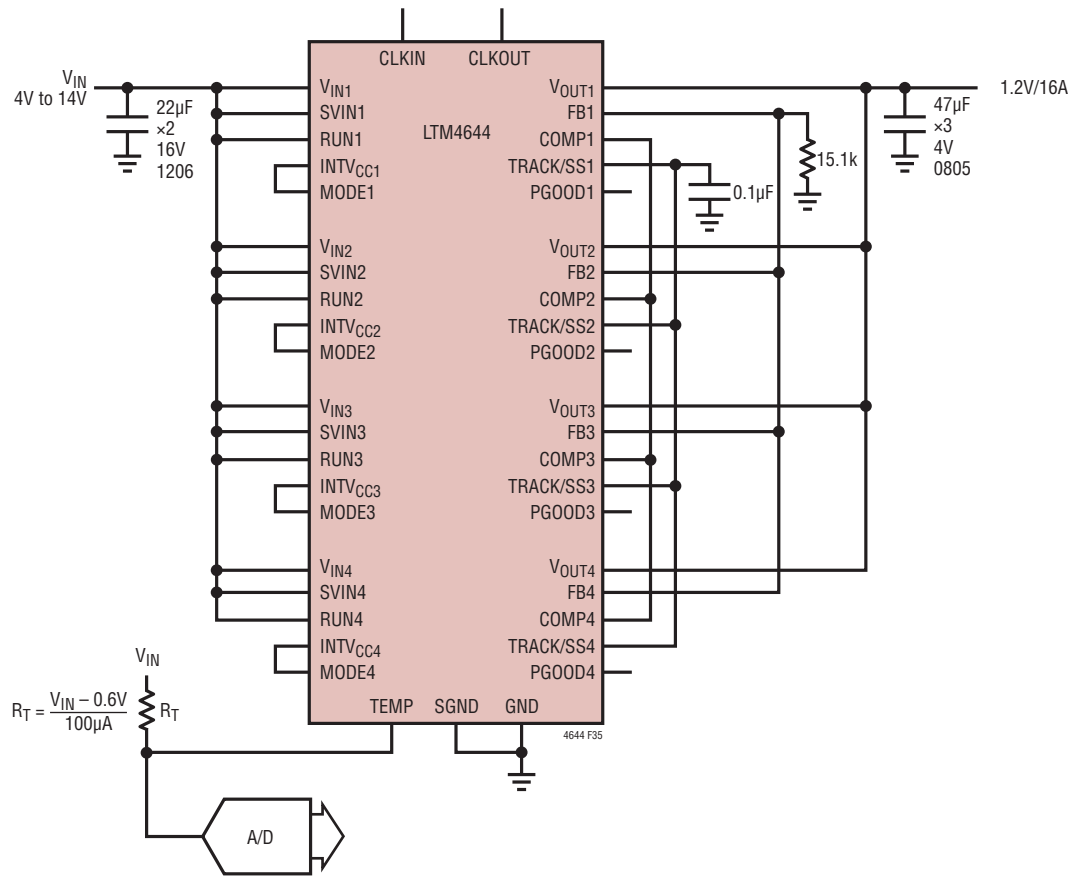 CLKIN CLKOUT
VIN
4V to 14V
22µF
×2
16V
1206
LTM4644
VIN1
SVIN1
RUN1
INTVCC1
MODE1
VIN2
SVIN2
RUN2
INTVCC2
MODE2
VIN3
SVIN3
RUN3
INTVCC3
MODE3
VIN4
SVIN4
RUN4
INTVCC4
MODE4
VOUT1
FB1
COMP1
TRACK/SS1
PGOOD1
VOUT2
FB2
COMP2
TRACK/SS2
PGOOD2
VOUT3
FB3
COMP3
TRACK/SS3
PGOOD3
VOUT4
FB4
COMP4
TRACK/SS4
PGOOD4
1.2V/16A
47µF
×3
4V
0805
15.1k
0.1µF
TEMP SGND GND
4644 F35
VIN
RT = VIN – 0.6V
100µA
RT
A/D